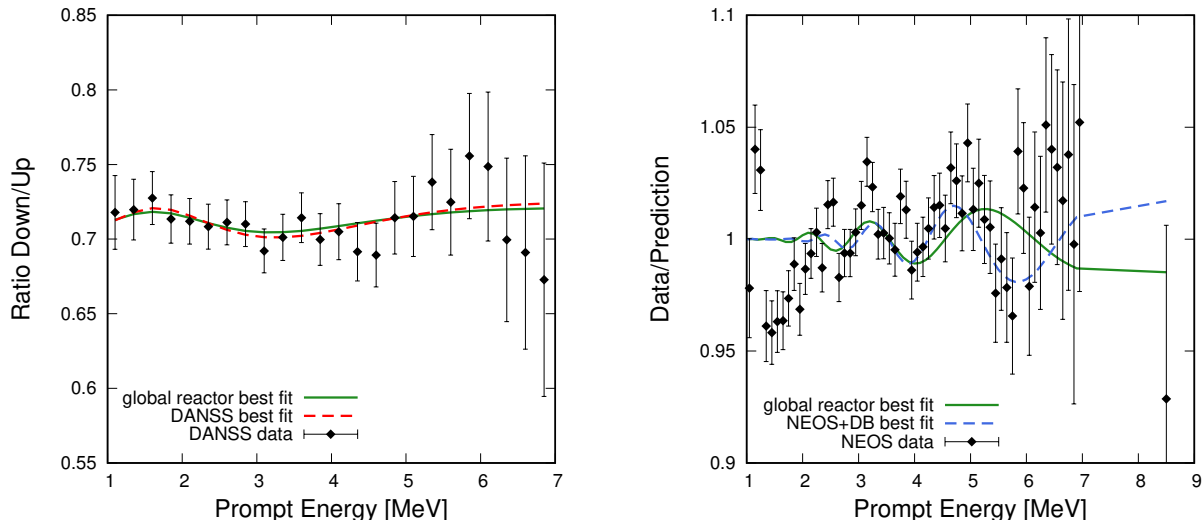 0.85
0.8
0.75
0.7
0.65
0.6
0.55
Ratio Down/Up
global reactor best fit
DANSS best fit
DANSS data
1 2 3 4 5 6 7
Prompt Energy [MeV]
1.1
1.05
1
0.95
0.9
Data/Prediction
global reactor best fit
NEOS+DB best fit
NEOS data
1 2 3 4 5 6 7 8 9
Prompt Energy [MeV]